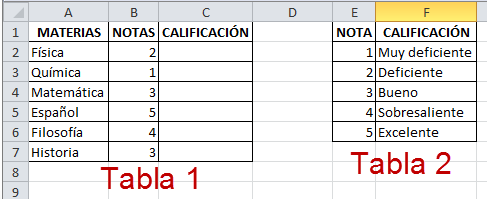 A B C D E F
1 MATERIAS NOTAS CALIFICACIÓN NOTA CALIFICACIÓN
2 Física 2 1 Muy deficiente
3 Química 1 2 Deficiente
4 Matemática 3 3 Bueno
5 Español 5 4 Sobresaliente
6 Filosofía 4 5 Excelente
7 Historia 3
8
Tabla 1 Tabla 2